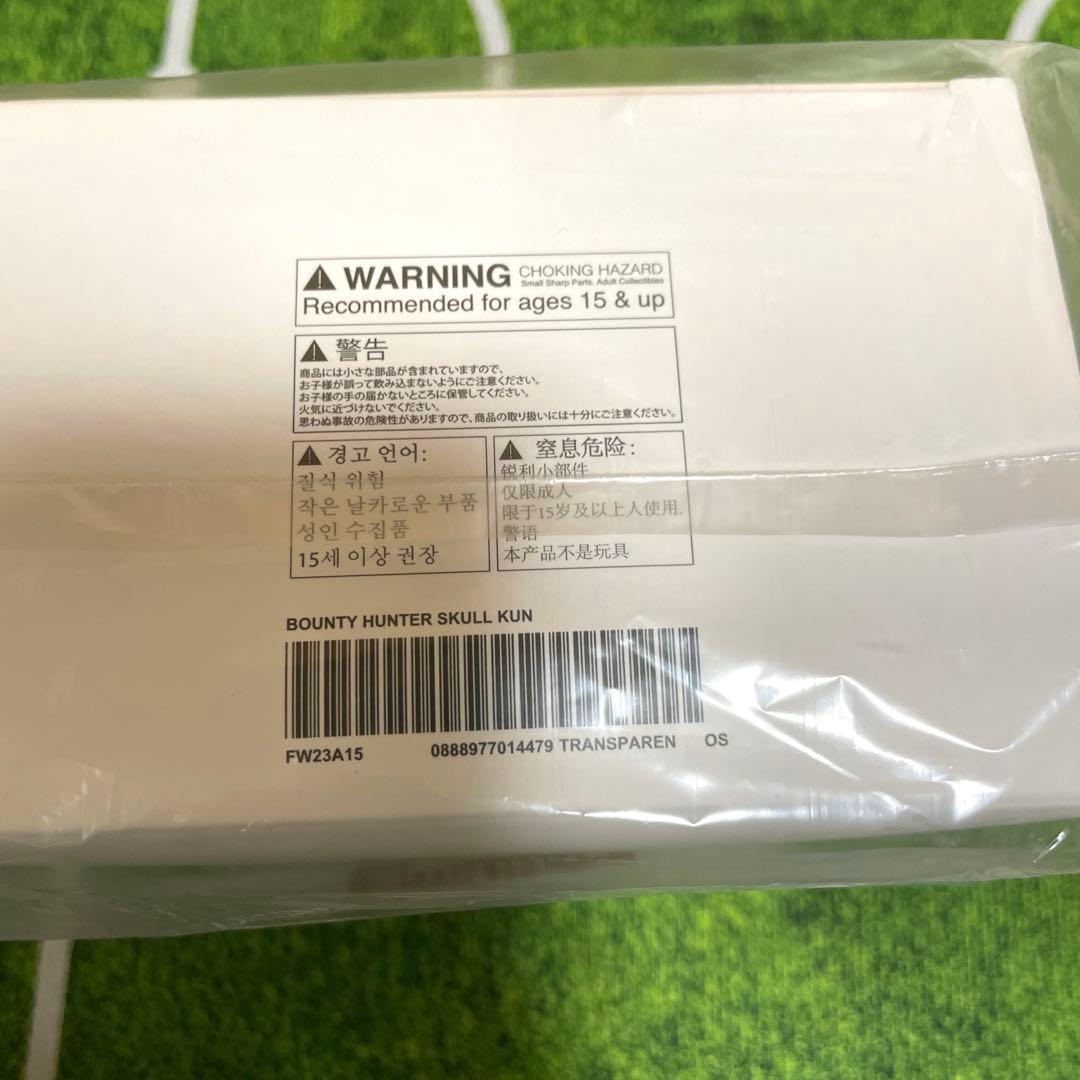 ⚠ WARNING CHOKING HAZARD
Small Sharp Parts. Adult Collectibles
Recommended for ages 15 & up
⚠ 警告
商品には小さな部品が含まれていますので、
お子様が誤って飲み込まないようにご注意ください。
お子様の手の届かないところに保管してください。
火気に近づけないでください。
思わぬ事故の危険性がありますので、商品の取り扱いには十分にご注意ください。
⚠ 경고 언어:
질식 위험
작은 날카로운 부품
성인 수집품
15세 이상 권장
⚠ 窒息危险:
锐利小部件
仅限成人
限于15岁及以上人使用.
警语
本产品不是玩具
BOUNTY HUNTER SKULL KUN
FW23A15 0888977014479 TRANSPAREN OS